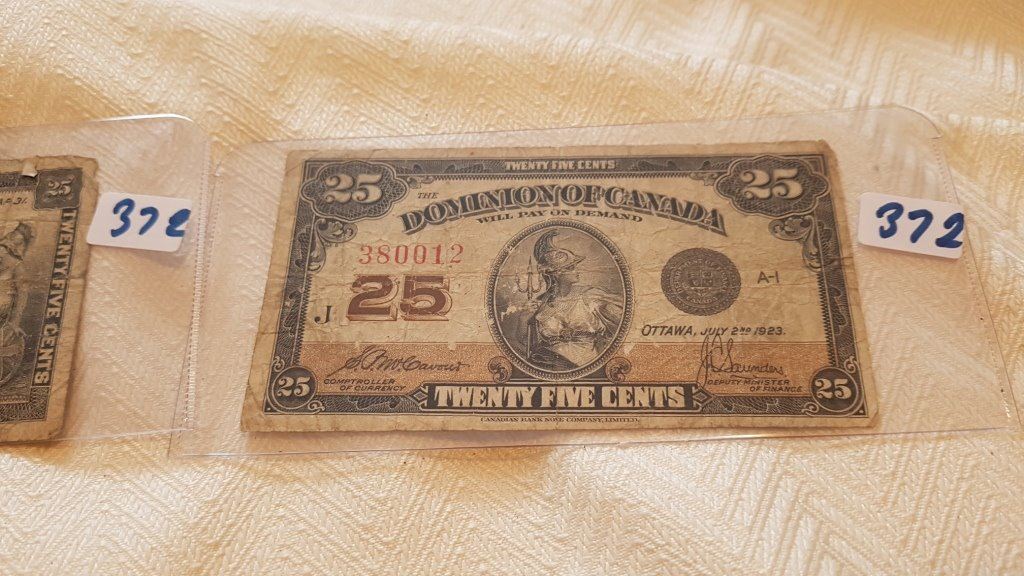 25
TWENTY FIVE CENTS
372
TWENTY FIVE CENTS
25 25
THE
DOMINION OF CANADA
WILL PAY ON DEMAND
380012
J 25
A-1
OTTAWA, JULY 2ND 1923.
COMPTROLLER
OF CURRENCY
J.C. Saunders
DEPUTY MINISTER
OF FINANCE
25 TWENTY FIVE CENTS 25
CANADIAN BANK NOTE COMPANY, LIMITED.
372